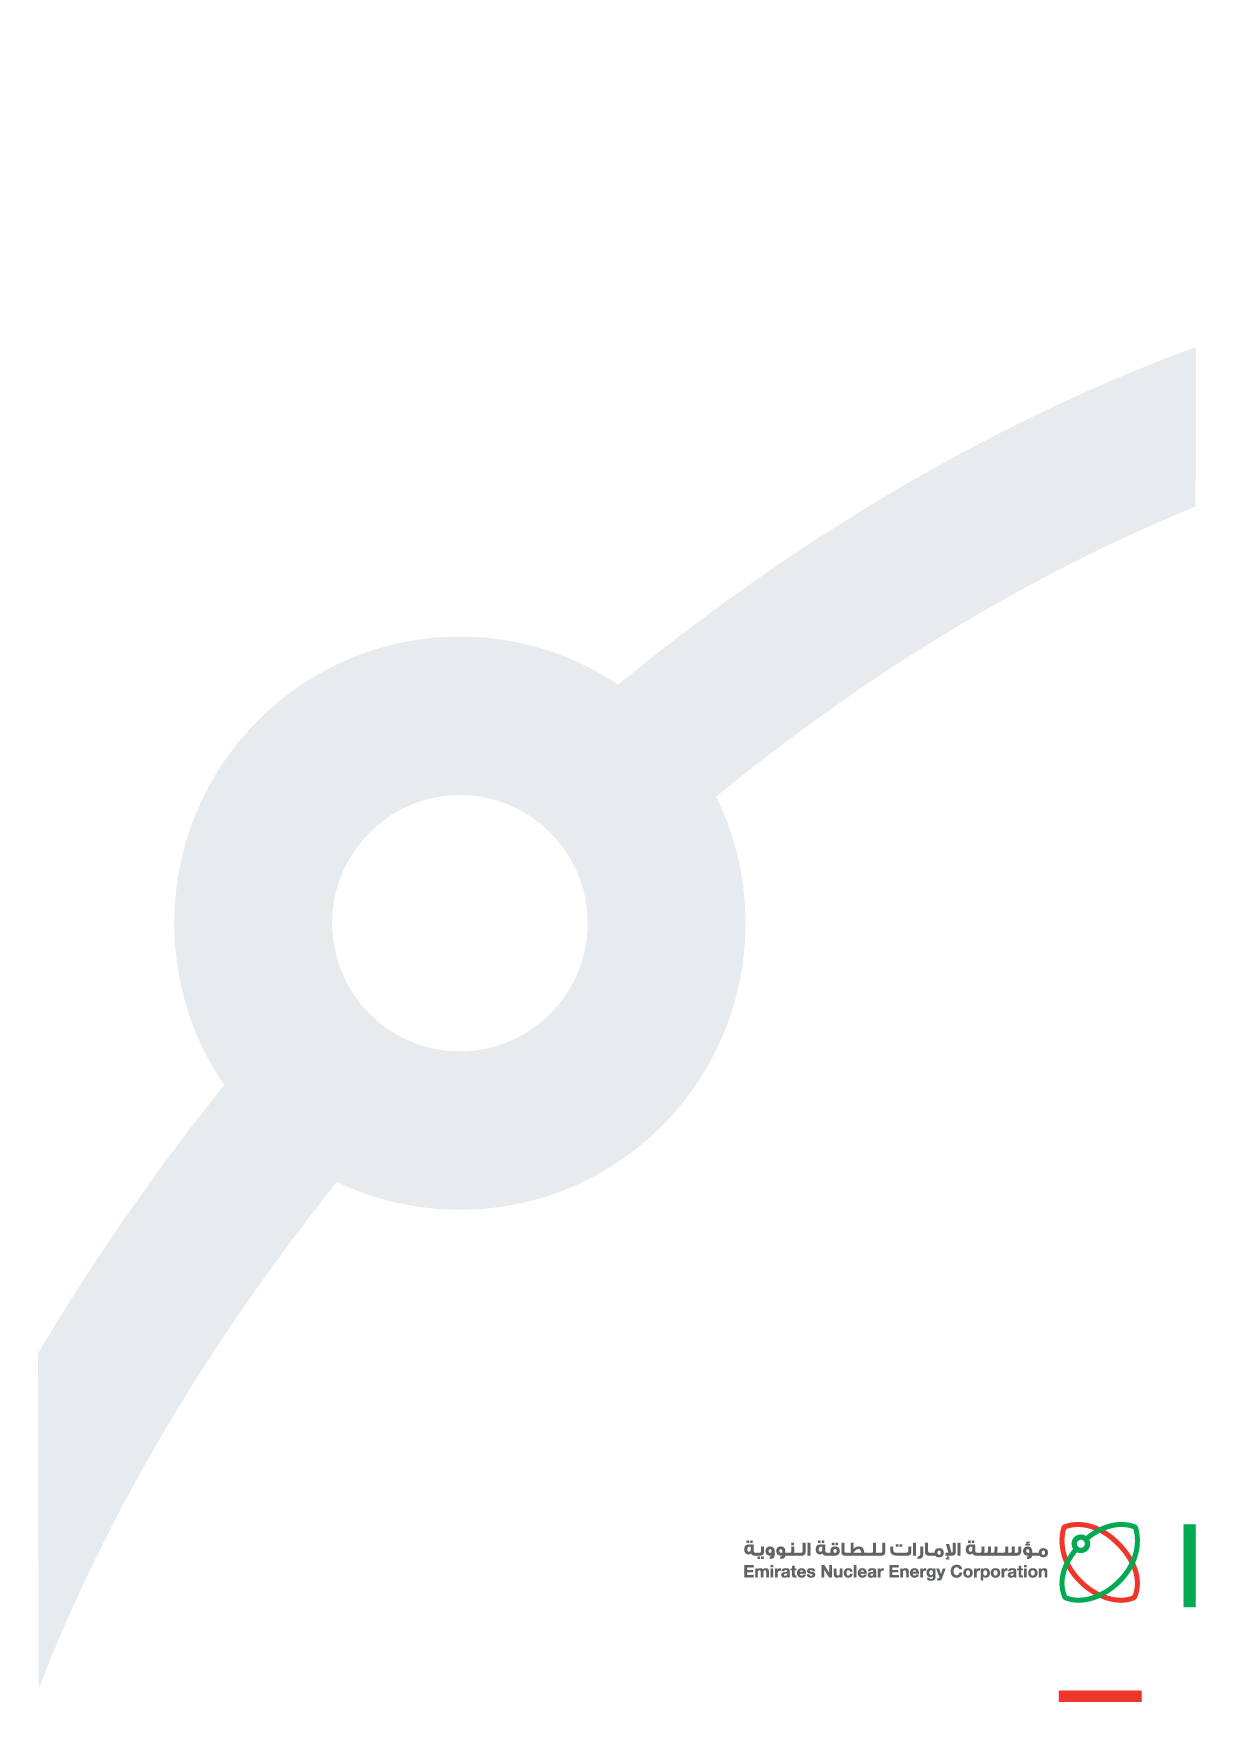 مؤسسة الإمارات للطاقة النووية
Emirates Nuclear Energy Corporation